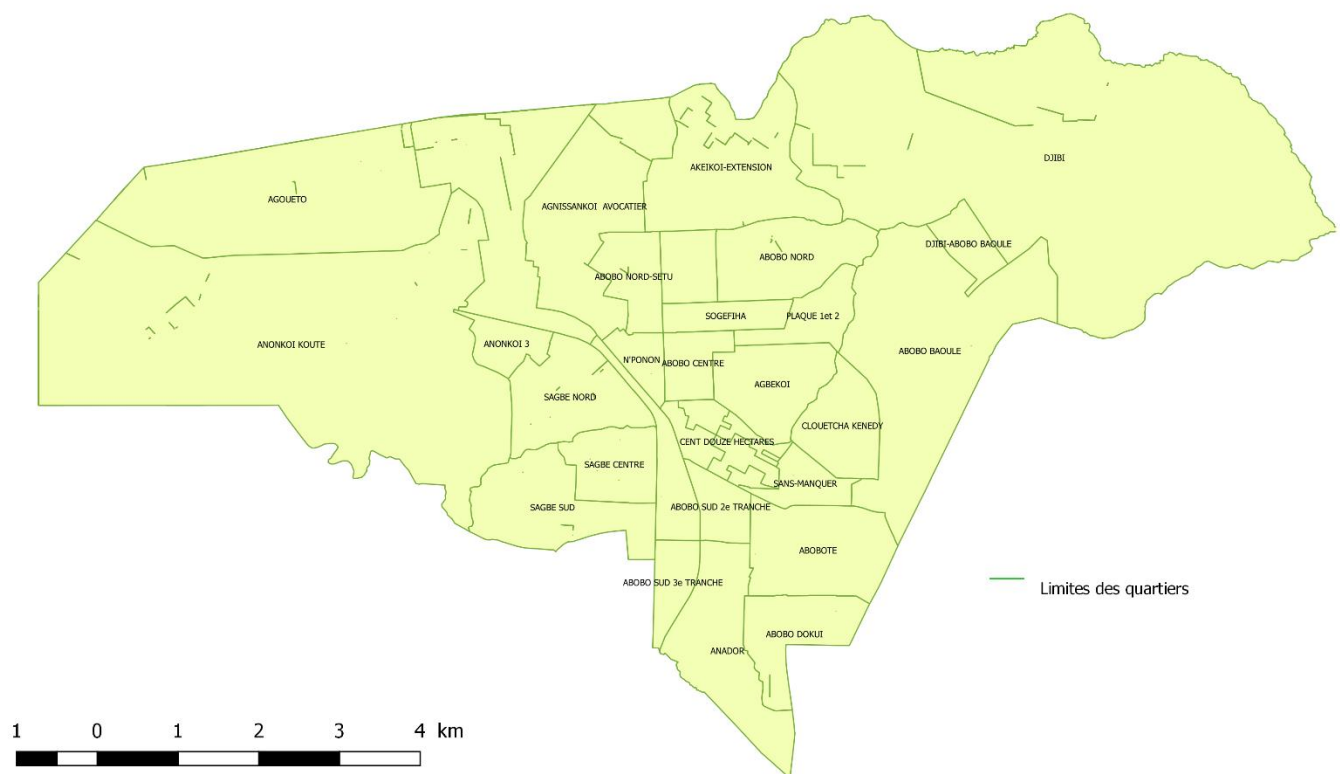 AKEIKOI-EXTENSION
DJIBI
AGOUETO
AGNISSANKOI AVOCATIER
DJIBI-ABOBO BAOULE
ABOBO NORD
ABOBO NORD-SETU
SOGEFIHA
PLAQUE 1et 2
ANONKOI KOUTE
ANONKOI 3
ABOBO BAOULE
N'PONON
ABOBO CENTRE
AGBEKOI
SAGBE NORD
CLOUETCHA KENEDY
CENT DOUZE HECTARES
SAGBE CENTRE
SANS-MANQUER
SAGBE SUD
ABOBO SUD 2e TRANCHE
ABOBOTE
ABOBO SUD 3e TRANCHE
Limites des quartiers
ABOBO DOKUI
ANADOR
1 0 1 2 3 4 km